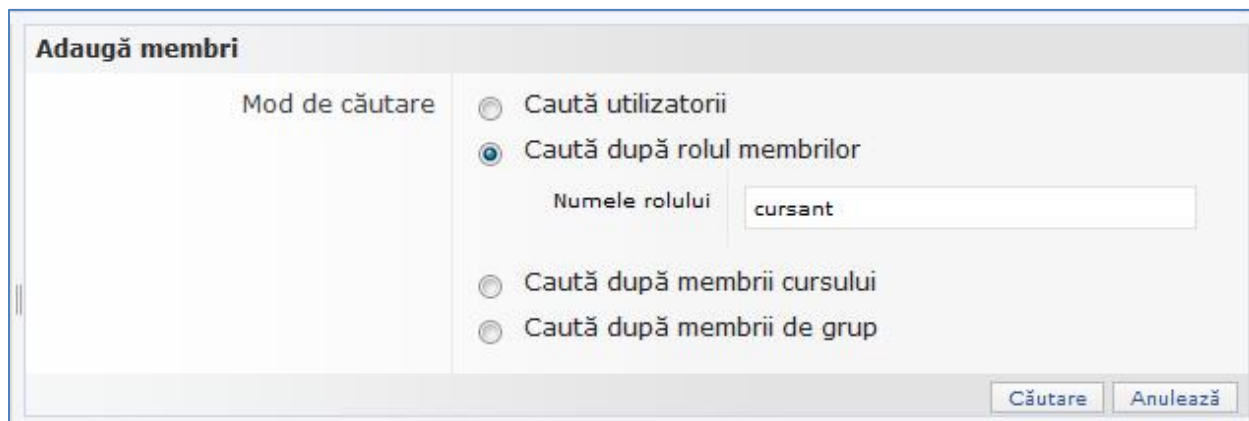 Adaugă membri
Mod de căutare
Caută utilizatorii
Caută după rolul membrilor
Numele rolului
cursant
Caută după membrii cursului
Caută după membrii de grup
Căutare
Anulează